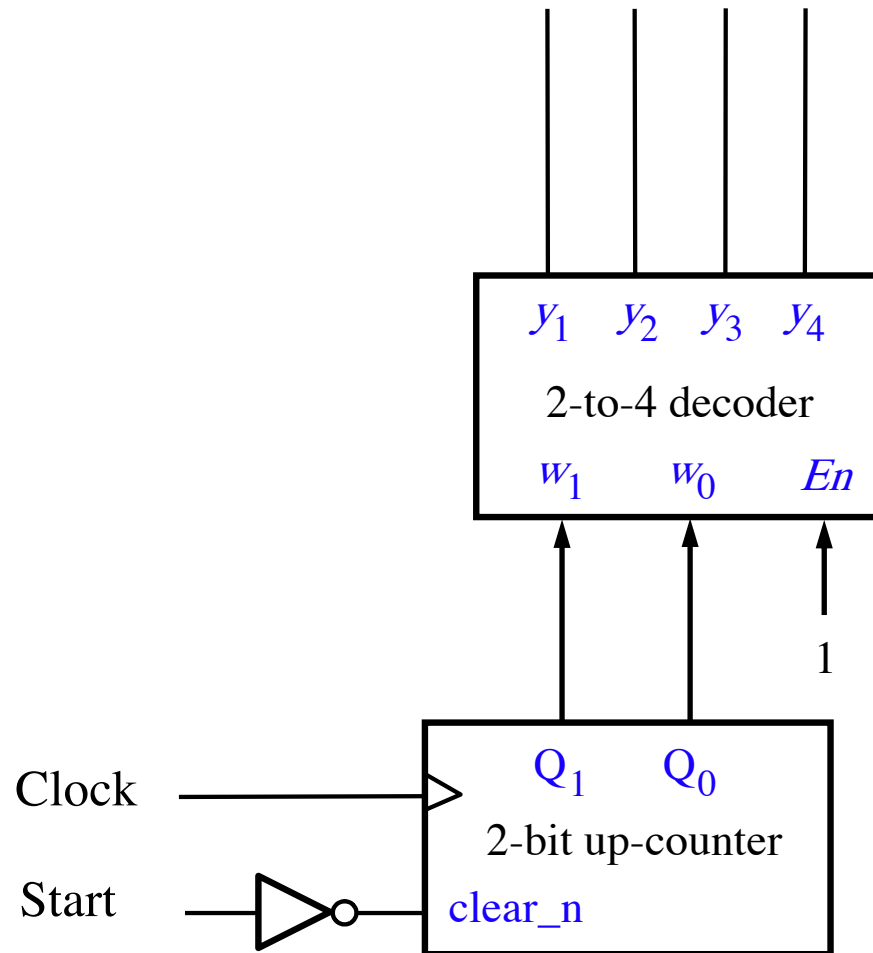 y1 y2 y3 y4
2-to-4 decoder
w1 w0 En
1
Q1 Q0
Clock
2-bit up-counter
Start
clear_n